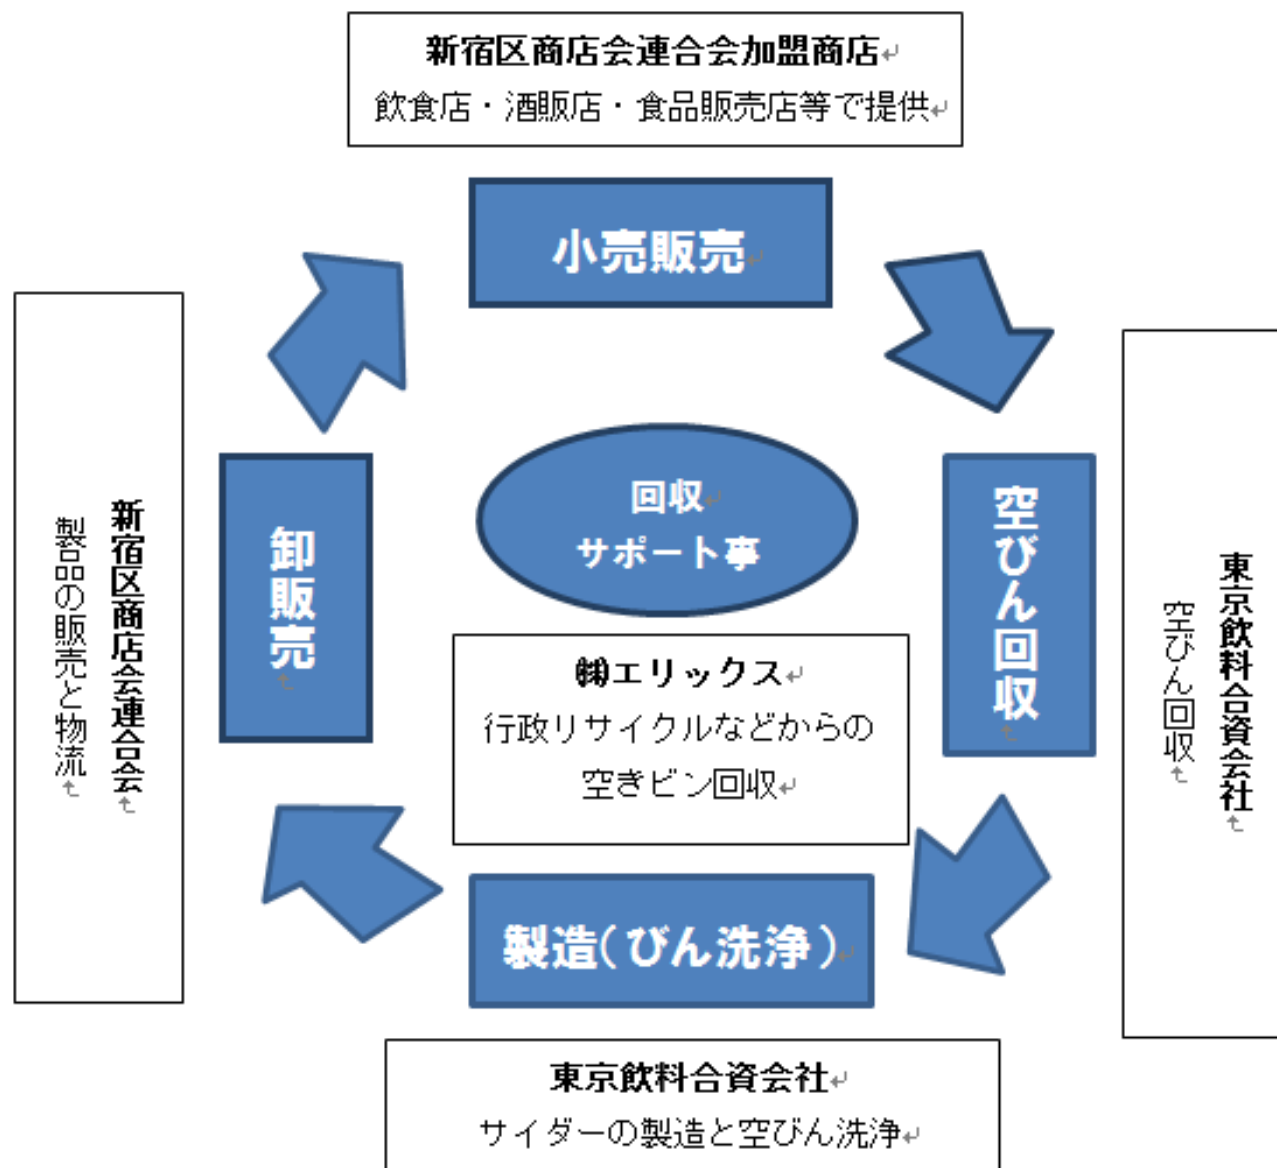 新宿区商店会連合会加盟商店
飲食店・酒販店・食品販売店等で提供
小売販売
新宿区商店会連合会
製品の販売と物流
卸販売
回収
サポート事
空びん回収
東京飲料合資会社
空びん回収
㈱エリックス
行政リサイクルなどからの
空きビン回収
製造(びん洗浄)
東京飲料合資会社
サイダーの製造と空びん洗浄